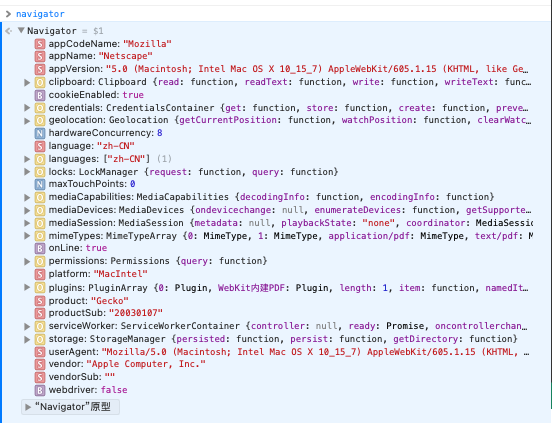 navigator
Navigator = $1
S appCodeName: "Mozilla"
S appName: "Netscape"
S appVersion: "5.0 (Macintosh; Intel Mac OS X 10_15_7) AppleWebKit/605.1.15 (KHTML, like Ge…
O clipboard: Clipboard {read: function, readText: function, write: function, writeText: func…
B cookieEnabled: true
O credentials: CredentialsContainer {get: function, store: function, create: function, preve…
O geolocation: Geolocation {getCurrentPosition: function, watchPosition: function, clearWatc…
N hardwareConcurrency: 8
S language: "zh-CN"
O languages: ["zh-CN"] (1)
O locks: LockManager {request: function, query: function}
N maxTouchPoints: 0
O mediaCapabilities: MediaCapabilities {decodingInfo: function, encodingInfo: function}
O mediaDevices: MediaDevices {ondevicechange: null, enumerateDevices: function, getSupporte…
O mediaSession: MediaSession {metadata: null, playbackState: "none", coordinator: MediaSession
O mimeTypes: MimeTypeArray {0: MimeType, 1: MimeType, application/pdf: MimeType, text/pdf: M
B onLine: true
O permissions: Permissions {query: function}
S platform: "MacIntel"
O plugins: PluginArray {0: Plugin, WebKit内建PDF: Plugin, length: 1, item: function, namedIt…
S product: "Gecko"
S productSub: "20030107"
O serviceWorker: ServiceWorkerContainer {controller: null, ready: Promise, oncontrollerchan…
O storage: StorageManager {persisted: function, persist: function, getDirectory: function}
S userAgent: "Mozilla/5.0 (Macintosh; Intel Mac OS X 10_15_7) AppleWebKit/605.1.15 (KHTML, …
S vendor: "Apple Computer, Inc."
S vendorSub: ""
B webdriver: false
“Navigator”原型